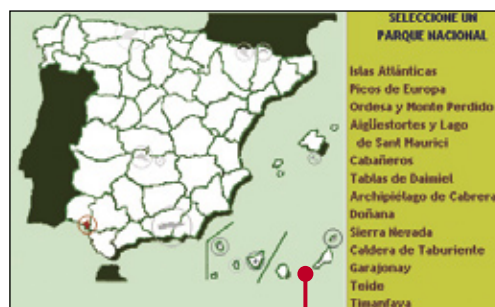 SELECCIONE UN
PARQUE NACIONAL
Islas Atlánticas
Picos de Europa
Ordesa y Monte Perdido
Aigüestortes y Lago
de Sant Maurici
Cabañeros
Tablas de Daimiel
Archipiélago de Cabrera
Doñana
Sierra Nevada
Caldera de Taburiente
Garajonay
Teide
Timanfaya